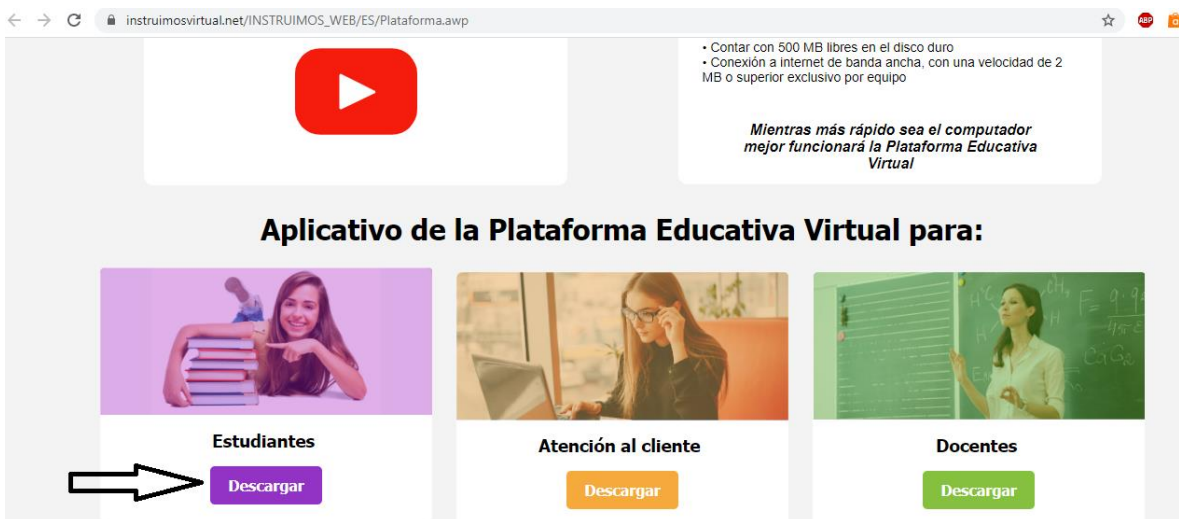 instruimosvirtual.net/INSTRUIMOS_WEB/ES/Plataforma.awp
ABP
• Contar con 500 MB libres en el disco duro
• Conexión a internet de banda ancha, con una velocidad de 2
MB o superior exclusivo por equipo
Mientras más rápido sea el computador
mejor funcionará la Plataforma Educativa
Virtual
Aplicativo de la Plataforma Educativa Virtual para:
Estudiantes
Descargar
Atención al cliente
Descargar
Docentes
Descargar